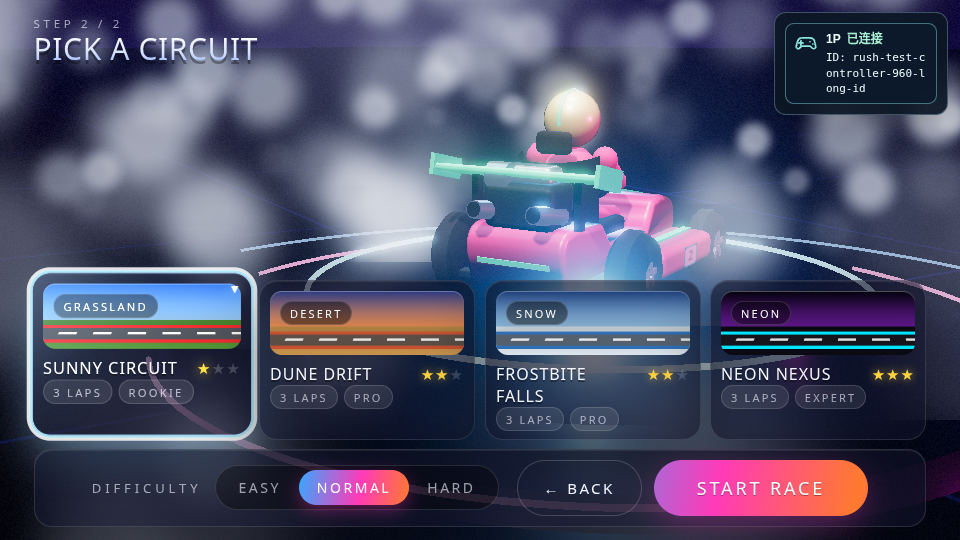 STEP 2 / 2
PICK A CIRCUIT
1P 已连接
ID: rush-test-c
ontroller-960-l
ong-id
GRASSLAND
SUNNY CIRCUIT ★★★
3 LAPS ROOKIE
DESERT
DUNE DRIFT ★★★
3 LAPS PRO
SNOW
FROSTBITE ★★★
FALLS
3 LAPS PRO
NEON
NEON NEXUS ★★★
3 LAPS EXPERT
DIFFICULTY EASY NORMAL HARD ← BACK START RACE
2